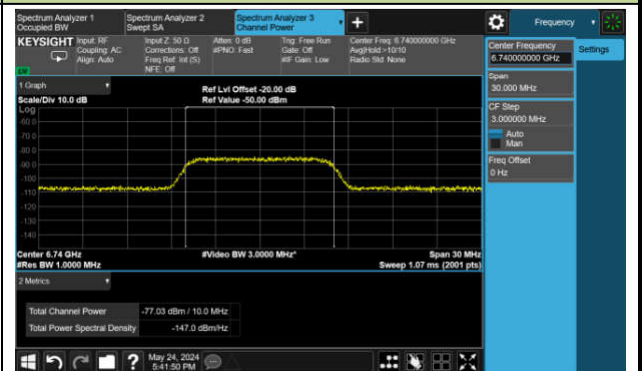 Spectrum Analyzer 1
Occupied BW
Spectrum Analyzer 2
Swept SA
Spectrum Analyzer 3
Channel Power
Frequency
KEYSIGHT
Input: RF
Coupling: AC
Align: Auto
Input Z: 50 Ω
Corrections: Off
Freq Ref: Int (S)
NFE: Off
Atten: 0 dB
#PNO: Fast
Trig: Free Run
Gate: Off
#IF Gain: Low
Center Freq: 6.740000000 GHz
Avg|Hold:>10/10
Radio Std: None
Center Frequency
6.740000000 GHz
Settings
Span
30.000 MHz
CF Step
3.000000 MHz
Auto
Man
Freq Offset
0 Hz
1 Graph
Scale/Div 10.0 dB
Ref Lvl Offset -20.00 dB
Ref Value -50.00 dBm
Log
-60.0
-70.0
-80.0
-90.0
-100
-110
-120
-130
-140
Center 6.74 GHz
#Res BW 1.0000 MHz
#Video BW 3.0000 MHz*
Span 30 MHz
Sweep 1.07 ms (2001 pts)
2 Metrics
Total Channel Power -77.03 dBm / 10.0 MHz
Total Power Spectral Density -147.0 dBm/Hz
?
May 24, 2024
5:41:50 PM